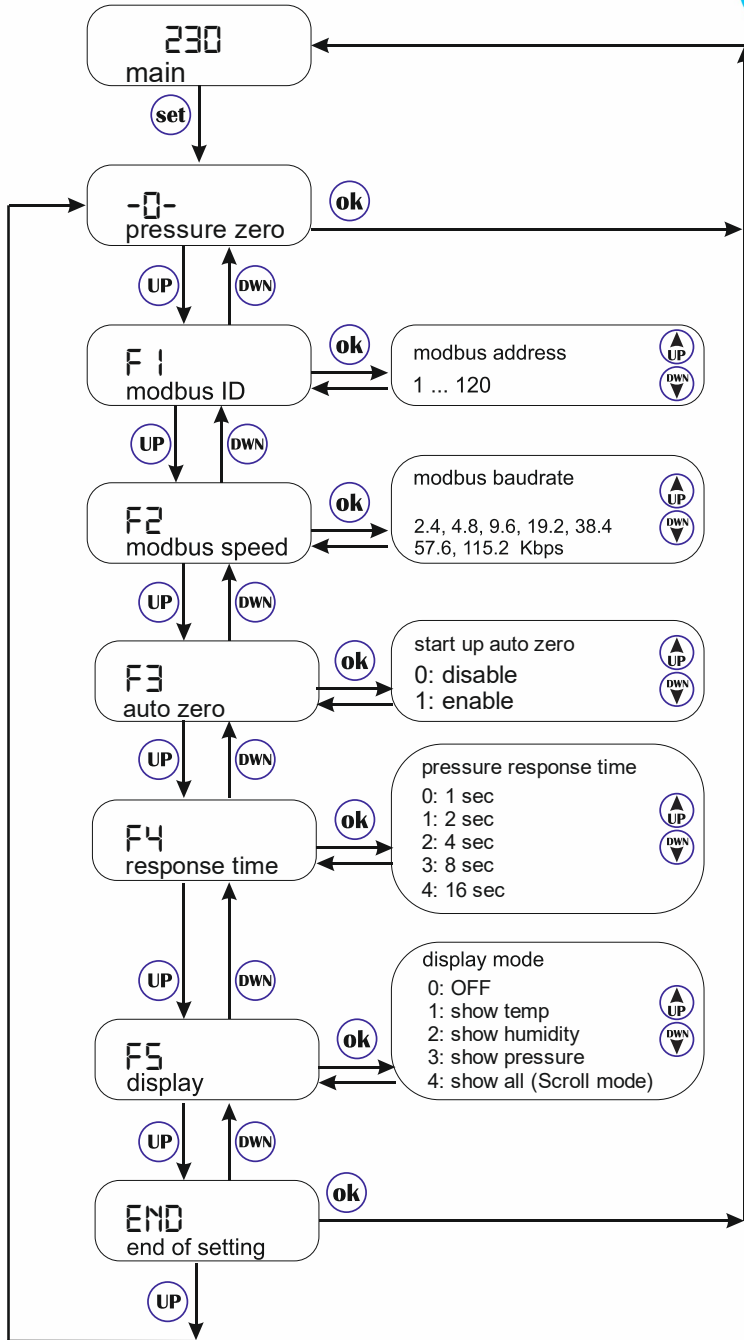 230
main
set
-0-
pressure zero
ok
UP
DWN
F1
modbus ID
ok
modbus address
1 ... 120
UP
DWN
UP
DWN
F2
modbus speed
ok
modbus baudrate
2.4, 4.8, 9.6, 19.2, 38.4
57.6, 115.2 Kbps
UP
DWN
UP
DWN
F3
auto zero
ok
start up auto zero
0: disable
1: enable
UP
DWN
UP
DWN
F4
response time
ok
pressure response time
0: 1 sec
1: 2 sec
2: 4 sec
3: 8 sec
4: 16 sec
UP
DWN
UP
DWN
F5
display
ok
display mode
0: OFF
1: show temp
2: show humidity
3: show pressure
4: show all (Scroll mode)
UP
DWN
UP
DWN
END
end of setting
ok
UP